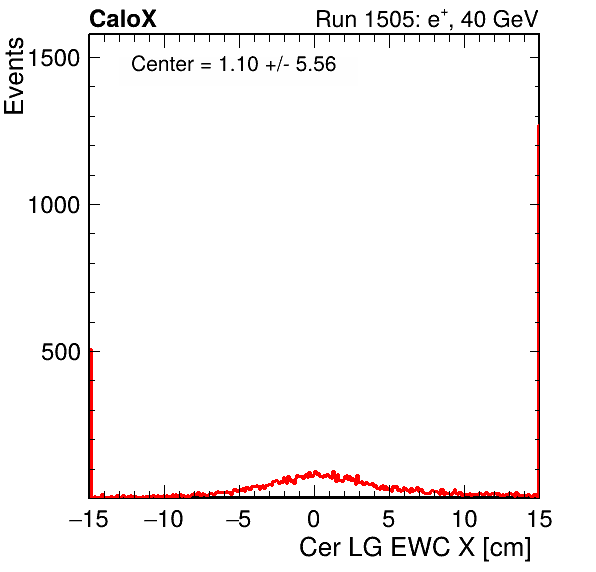 CaloX Run 1505: e⁺, 40 GeV
Center = 1.10 +/- 5.56
Events
1500
1000
500
−15 −10 −5 0 5 10 15
Cer LG EWC X [cm]